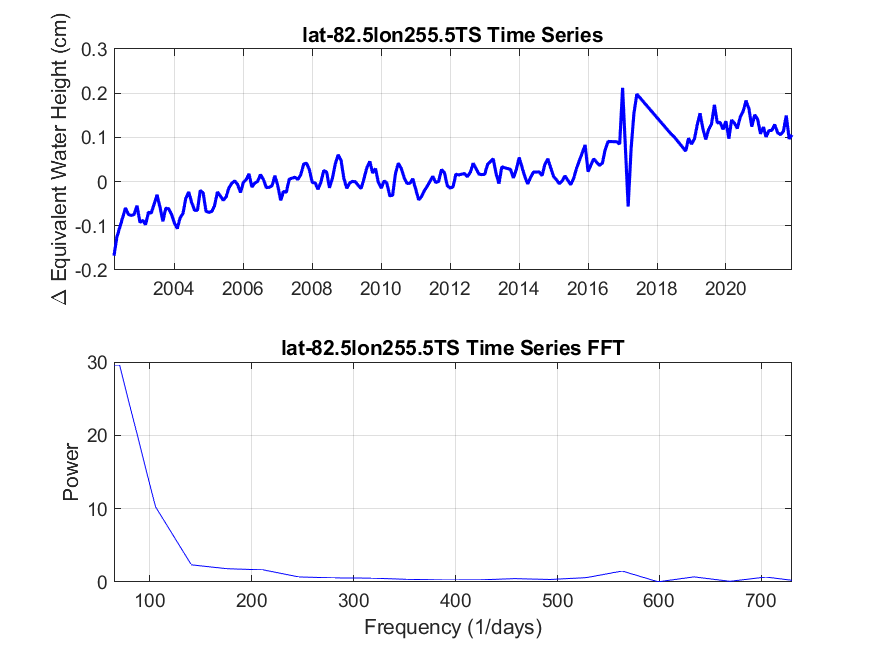 lat-82.5lon255.5TS Time Series
Δ Equivalent Water Height (cm)
0.3
0.2
0.1
0
-0.1
-0.2
2004 2006 2008 2010 2012 2014 2016 2018 2020
lat-82.5lon255.5TS Time Series FFT
Power
30
20
10
0
100 200 300 400 500 600 700
Frequency (1/days)